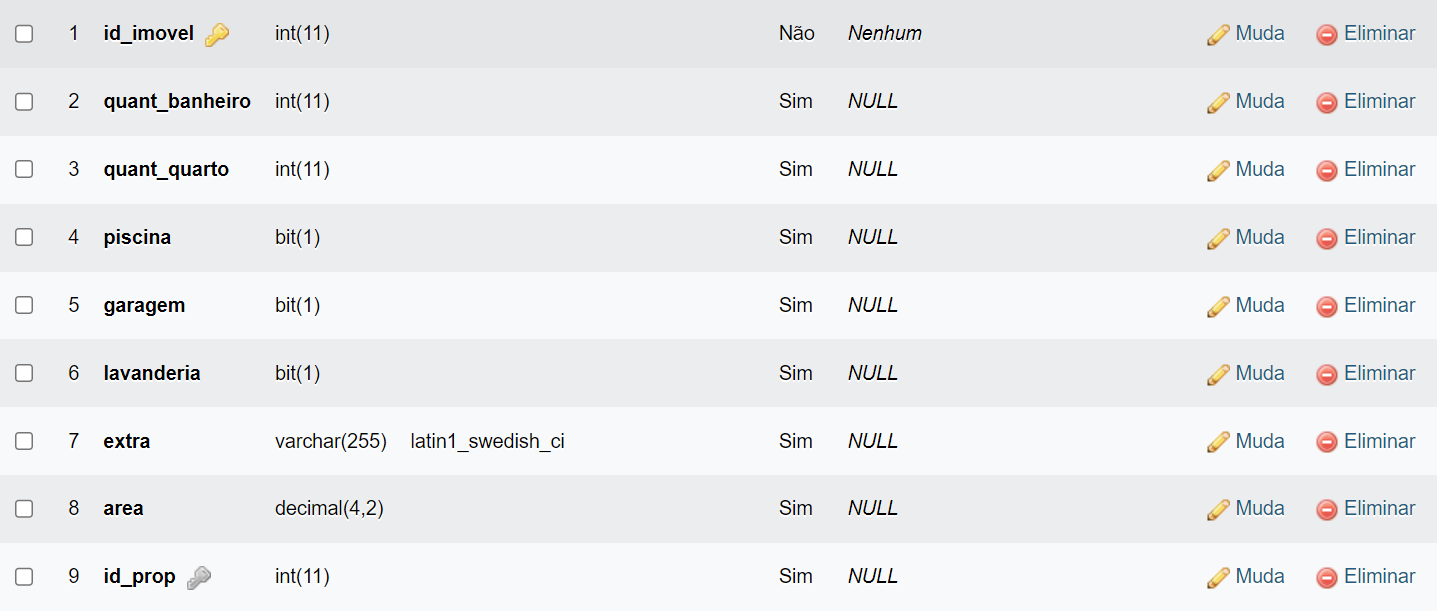 1 id_imovel int(11) Não Nenhum Muda Eliminar
2 quant_banheiro int(11) Sim NULL Muda Eliminar
3 quant_quarto int(11) Sim NULL Muda Eliminar
4 piscina bit(1) Sim NULL Muda Eliminar
5 garagem bit(1) Sim NULL Muda Eliminar
6 lavanderia bit(1) Sim NULL Muda Eliminar
7 extra varchar(255) latin1_swedish_ci Sim NULL Muda Eliminar
8 area decimal(4,2) Sim NULL Muda Eliminar
9 id_prop int(11) Sim NULL Muda Eliminar